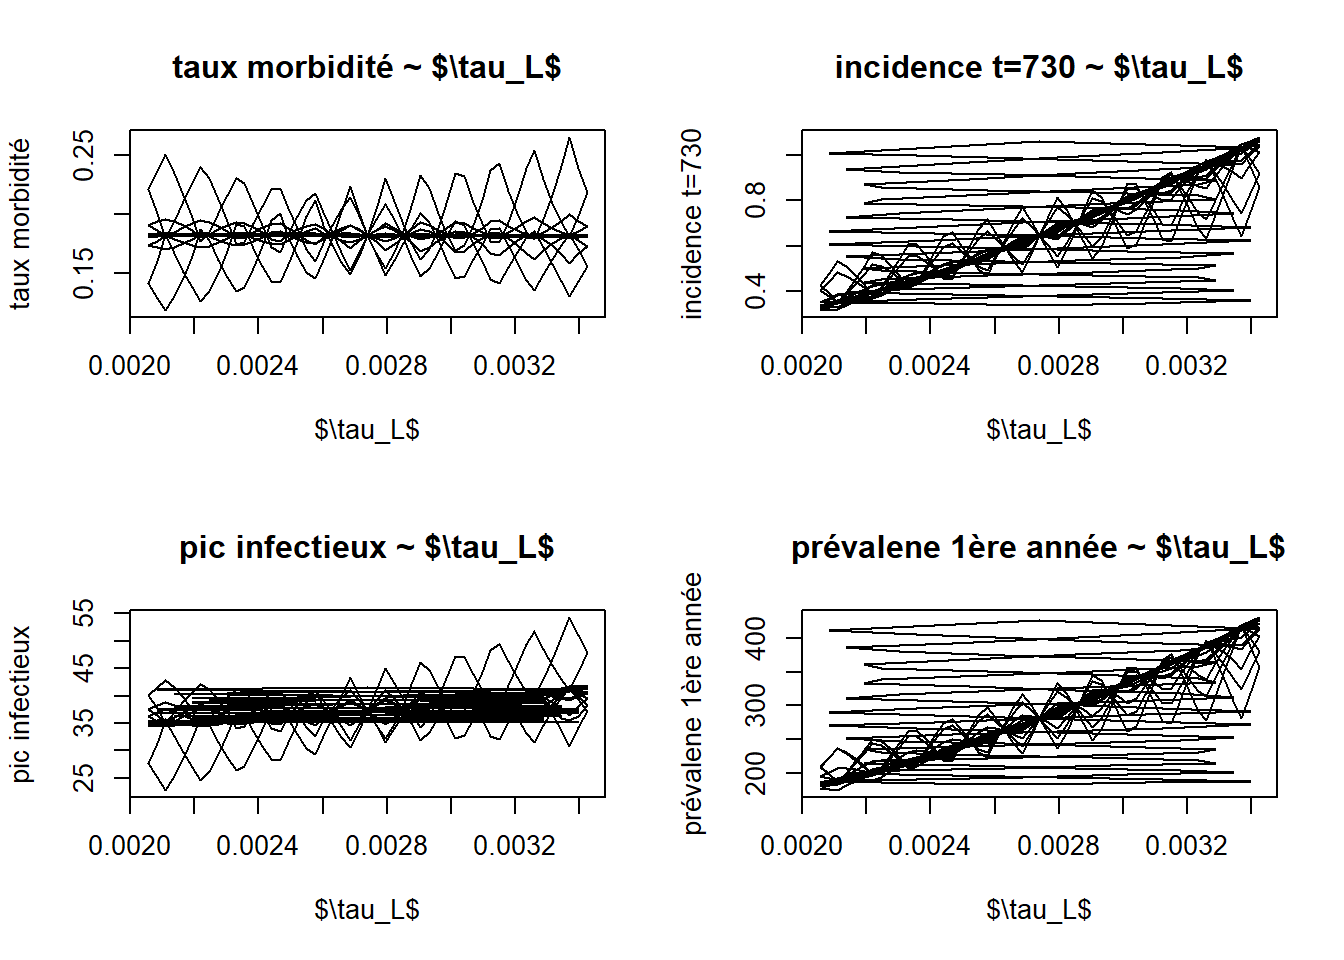 taux morbidité ~ $\tau_L$
taux morbidité
0.15 0.25
0.0020 0.0024 0.0028 0.0032
$\tau_L$
incidence t=730 ~ $\tau_L$
incidence t=730
0.4 0.8
0.0020 0.0024 0.0028 0.0032
$\tau_L$
pic infectieux ~ $\tau_L$
pic infectieux
25 35 45 55
0.0020 0.0024 0.0028 0.0032
$\tau_L$
prévalene 1ère année ~ $\tau_L$
prévalene 1ère année
200 300 400
0.0020 0.0024 0.0028 0.0032
$\tau_L$